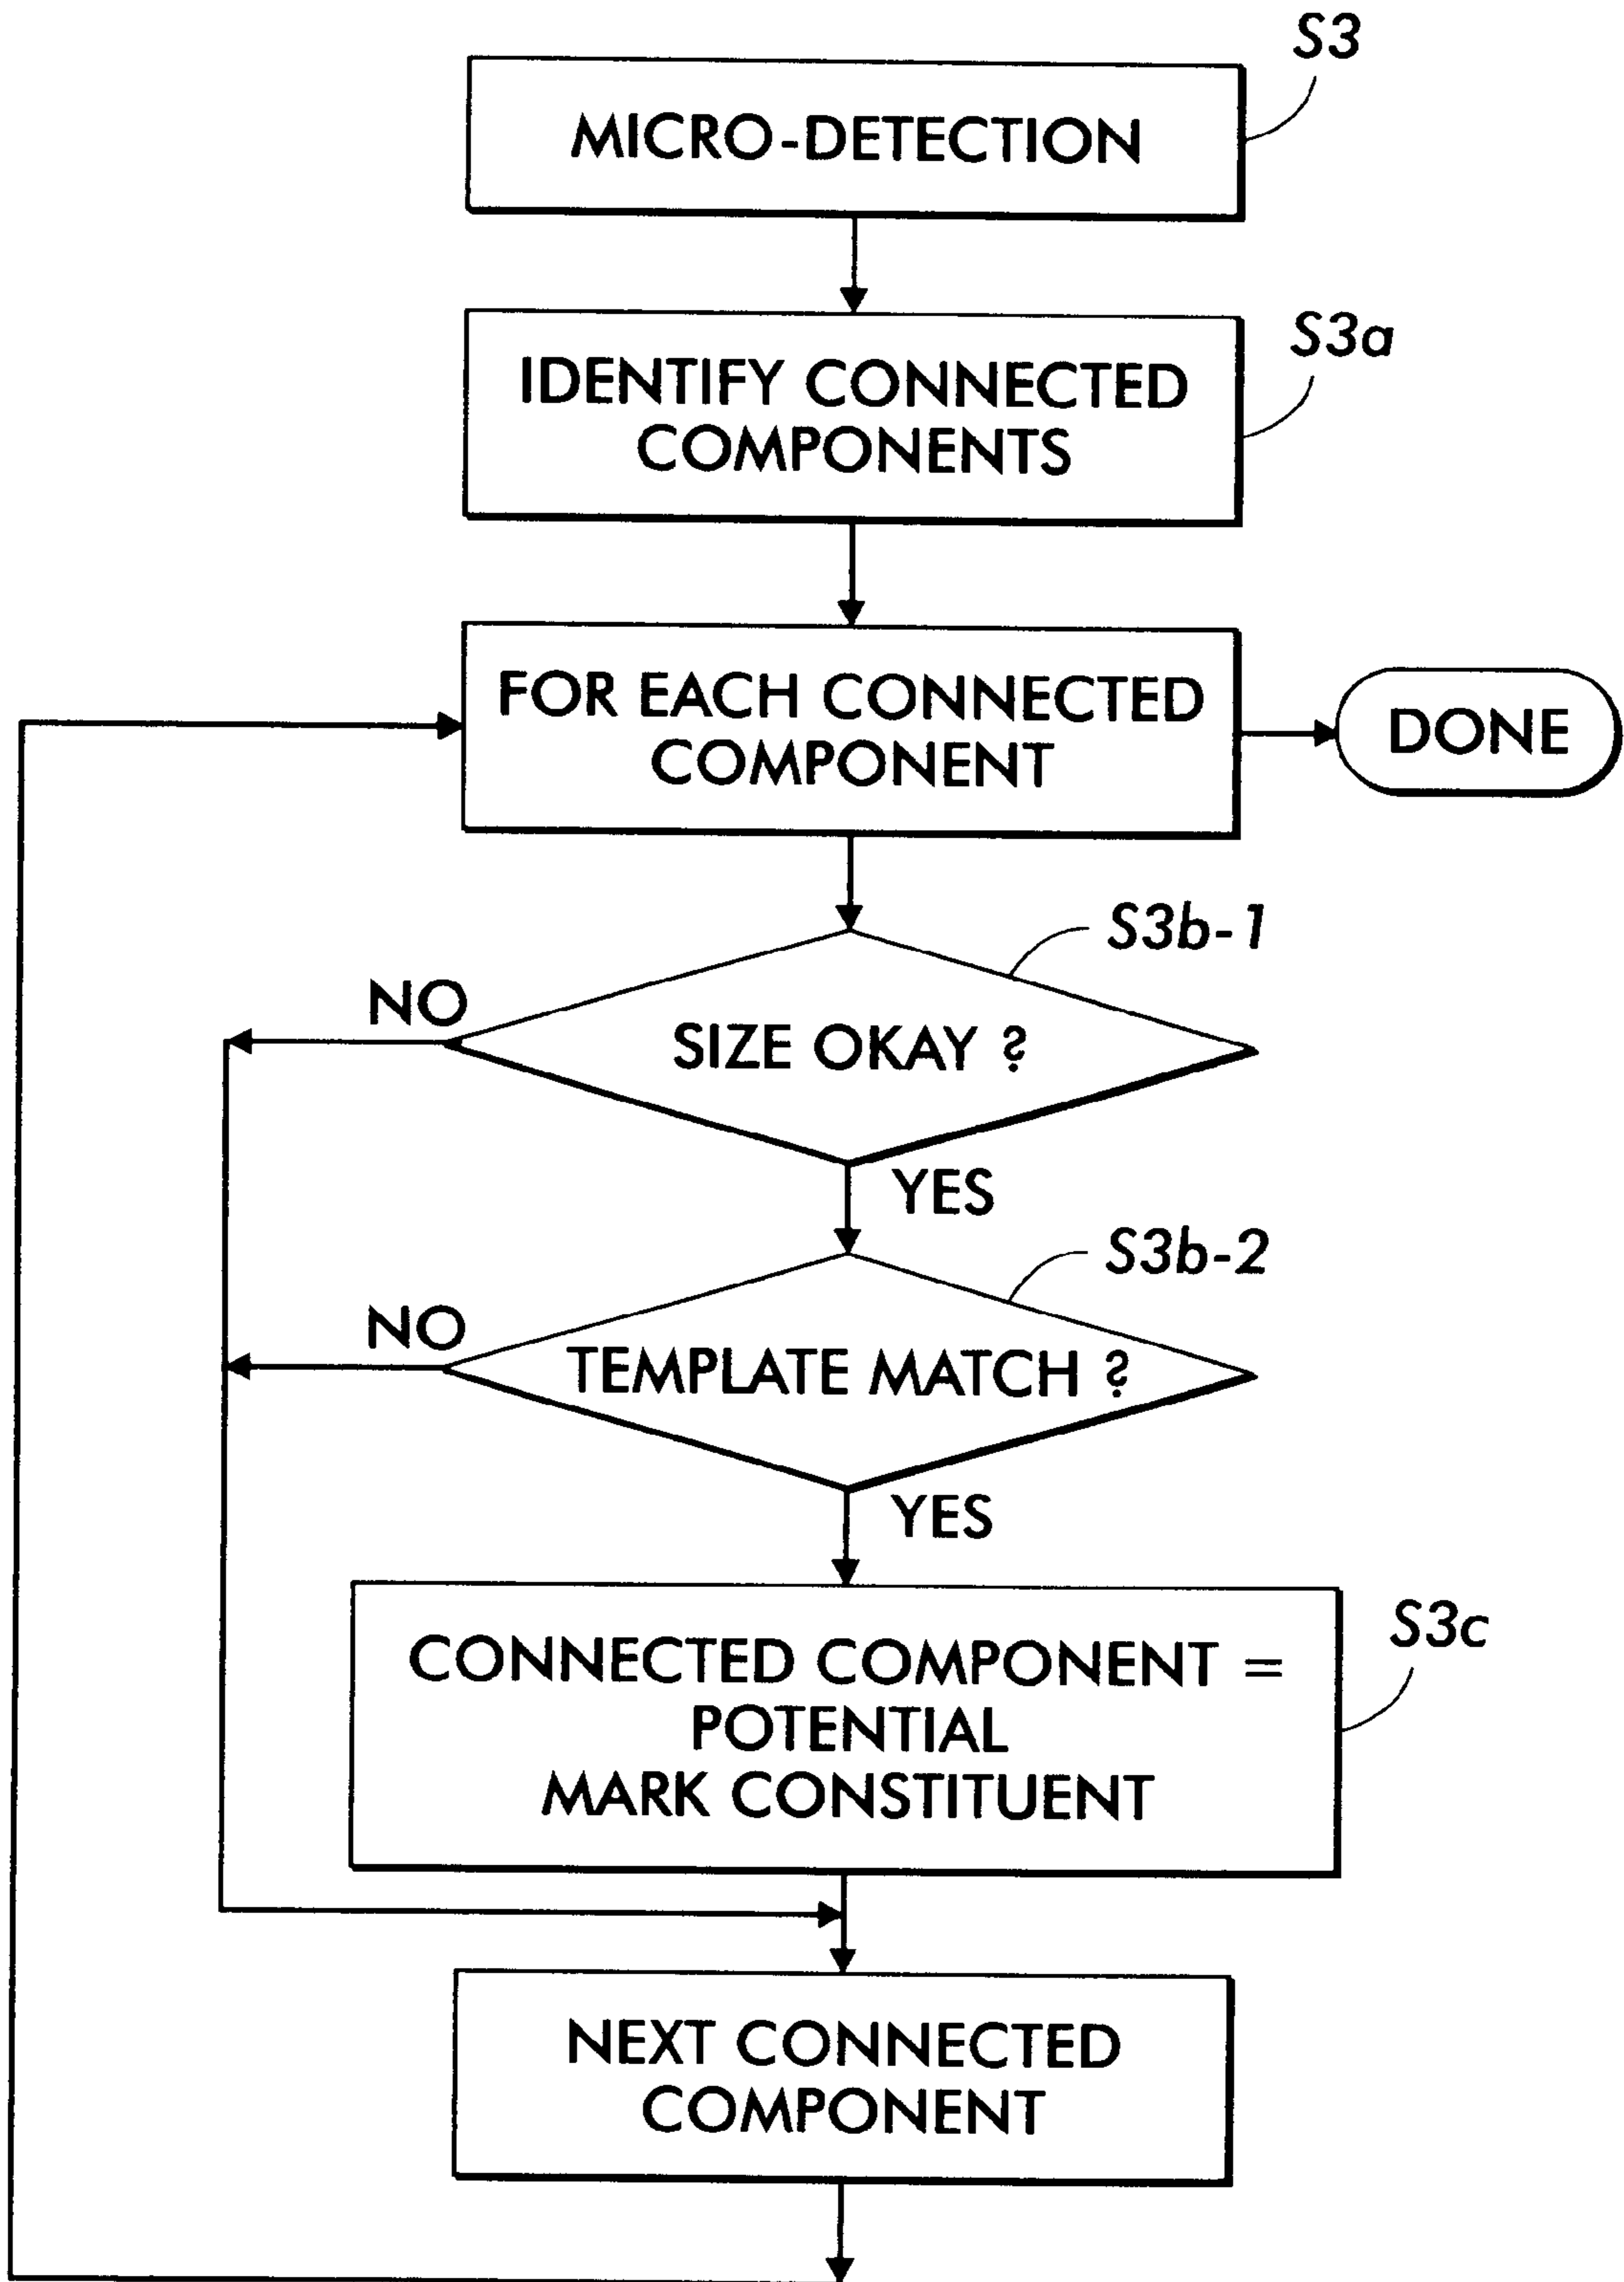 S3
MICRO-DETECTION
S3a
IDENTIFY CONNECTED
COMPONENTS
FOR EACH CONNECTED
COMPONENT
DONE
S3b-1
NO
SIZE OKAY ?
YES
S3b-2
NO
TEMPLATE MATCH ?
YES
S3c
CONNECTED COMPONENT =
POTENTIAL
MARK CONSTITUENT
NEXT CONNECTED
COMPONENT